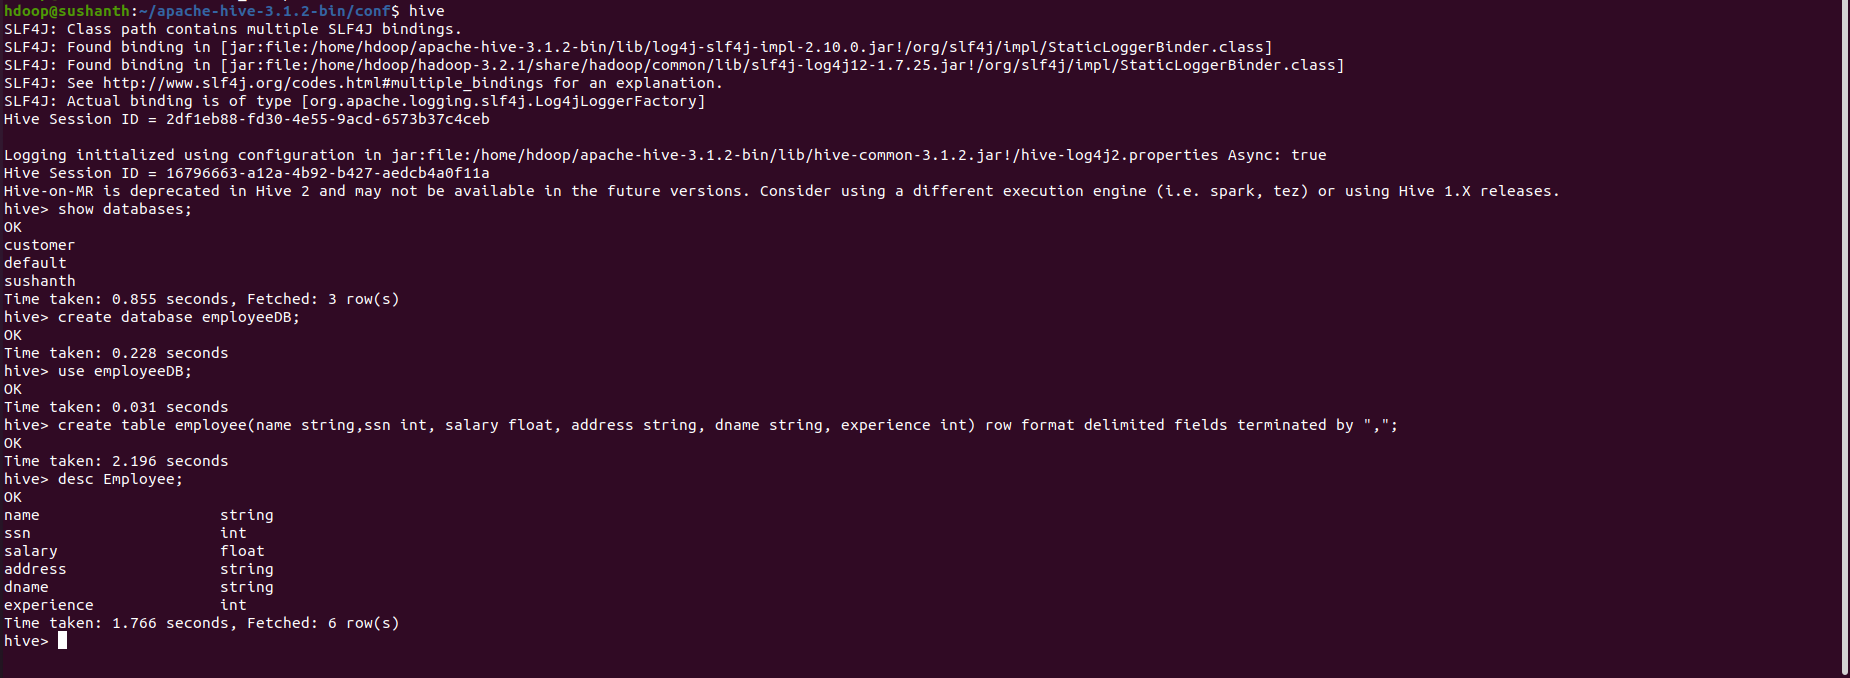 hdoop@sushanth:~/apache-hive-3.1.2-bin/conf$ hive
SLF4J: Class path contains multiple SLF4J bindings.
SLF4J: Found binding in [jar:file:/home/hdoop/apache-hive-3.1.2-bin/lib/log4j-slf4j-impl-2.10.0.jar!/org/slf4j/impl/StaticLoggerBinder.class]
SLF4J: Found binding in [jar:file:/home/hdoop/hadoop-3.2.1/share/hadoop/common/lib/slf4j-log4j12-1.7.25.jar!/org/slf4j/impl/StaticLoggerBinder.class]
SLF4J: See http://www.slf4j.org/codes.html#multiple_bindings for an explanation.
SLF4J: Actual binding is of type [org.apache.logging.slf4j.Log4jLoggerFactory]
Hive Session ID = 2df1eb88-fd30-4e55-9acd-6573b37c4ceb

Logging initialized using configuration in jar:file:/home/hdoop/apache-hive-3.1.2-bin/lib/hive-common-3.1.2.jar!/hive-log4j2.properties Async: true
Hive Session ID = 16796663-a12a-4b92-b427-aedcb4a0f11a
Hive-on-MR is deprecated in Hive 2 and may not be available in the future versions. Consider using a different execution engine (i.e. spark, tez) or using Hive 1.X releases.
hive> show databases;
OK
customer
default
sushanth
Time taken: 0.855 seconds, Fetched: 3 row(s)
hive> create database employeeDB;
OK
Time taken: 0.228 seconds
hive> use employeeDB;
OK
Time taken: 0.031 seconds
hive> create table employee(name string,ssn int, salary float, address string, dname string, experience int) row format delimited fields terminated by ",";
OK
Time taken: 2.196 seconds
hive> desc Employee;
OK
name                    string
ssn                     int
salary                  float
address                 string
dname                   string
experience              int
Time taken: 1.766 seconds, Fetched: 6 row(s)
hive>